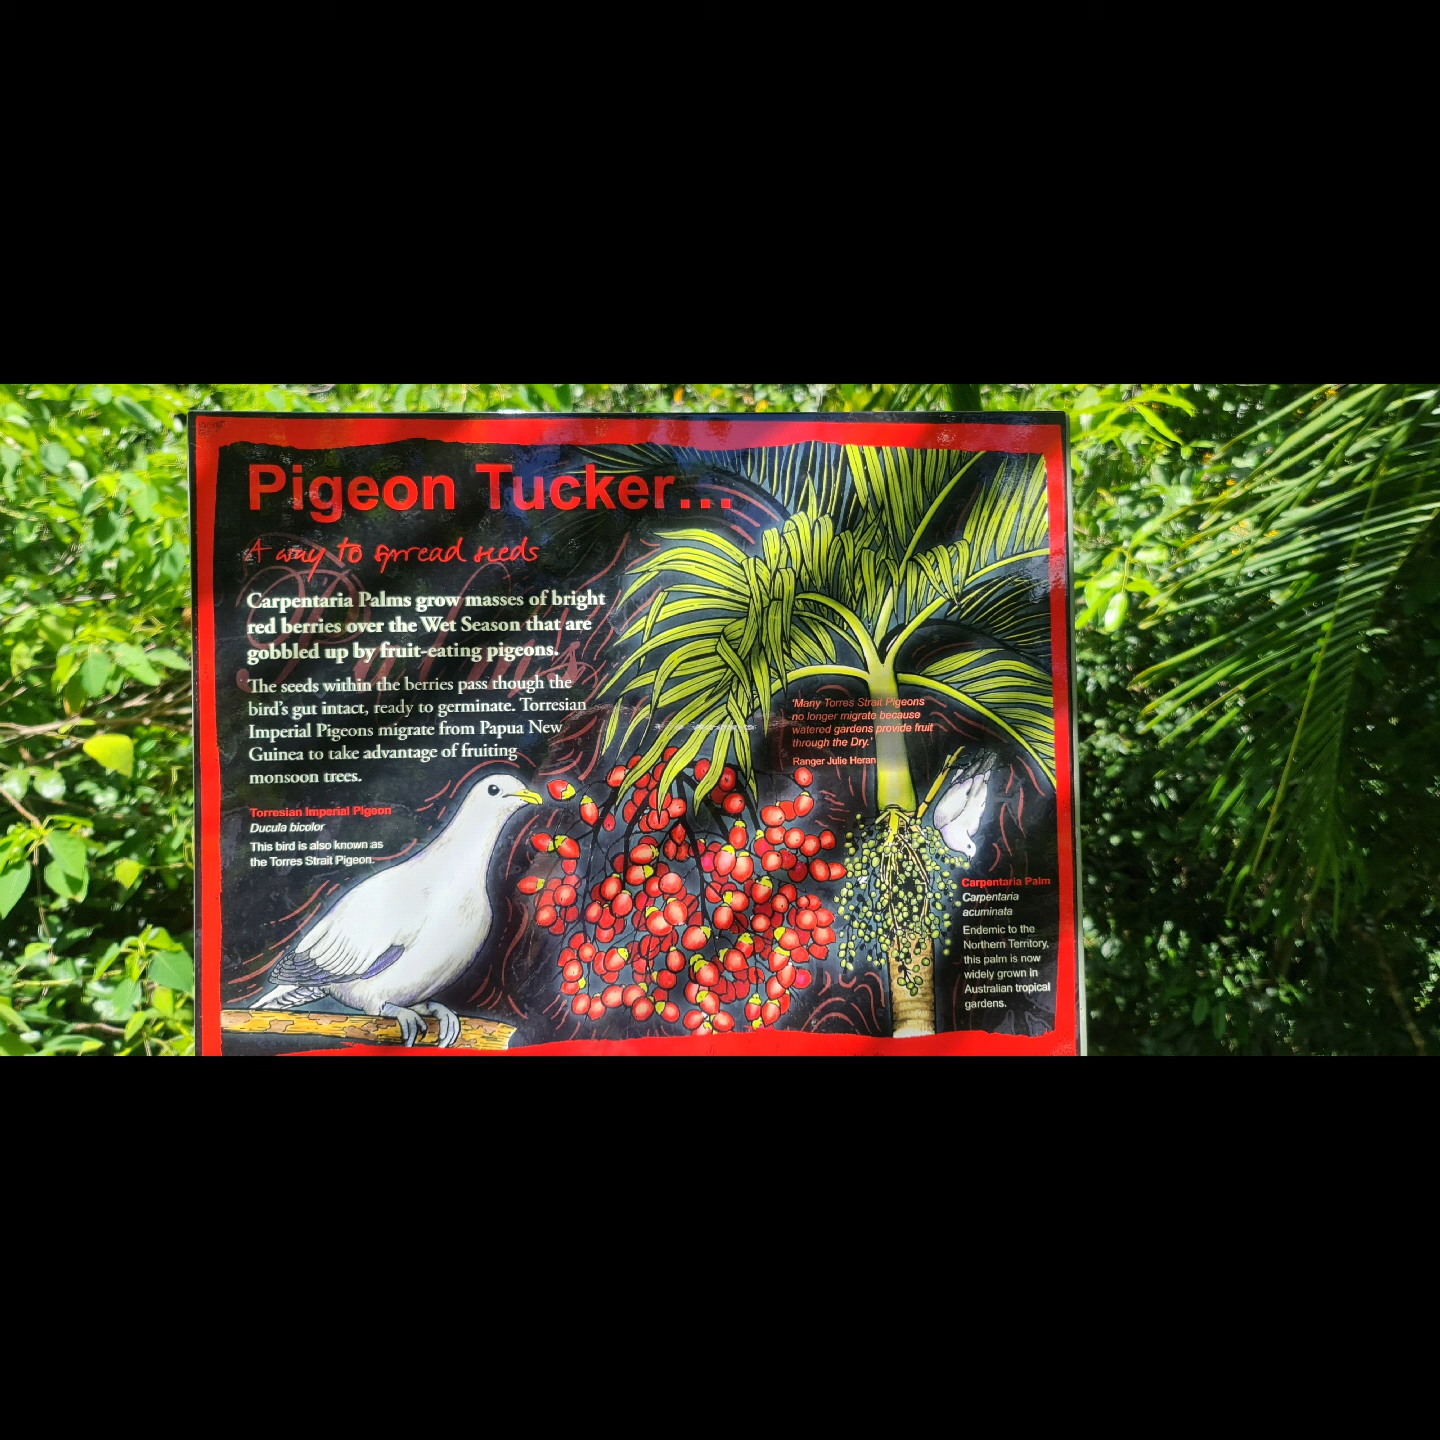 Pigeon Tucker...
A way to spread seeds
Carpentaria Palms grow masses of bright
red berries over the Wet Season that are
gobbled up by fruit-eating pigeons.
The seeds within the berries pass though the
bird's gut intact, ready to germinate. Torresian
Imperial Pigeons migrate from Papua New
Guinea to take advantage of fruiting
monsoon trees.
Torresian Imperial Pigeon
Ducula bicolor
This bird is also known as
the Torres Strait Pigeon.
'Many Torres Strait Pigeons
no longer migrate because
watered gardens provide fruit
through the Dry.'
Ranger Julie Heran
Carpentaria Palm
Carpentaria
acuminata
Endemic to the
Northern Territory,
this palm is now
widely grown in
Australian tropical
gardens.